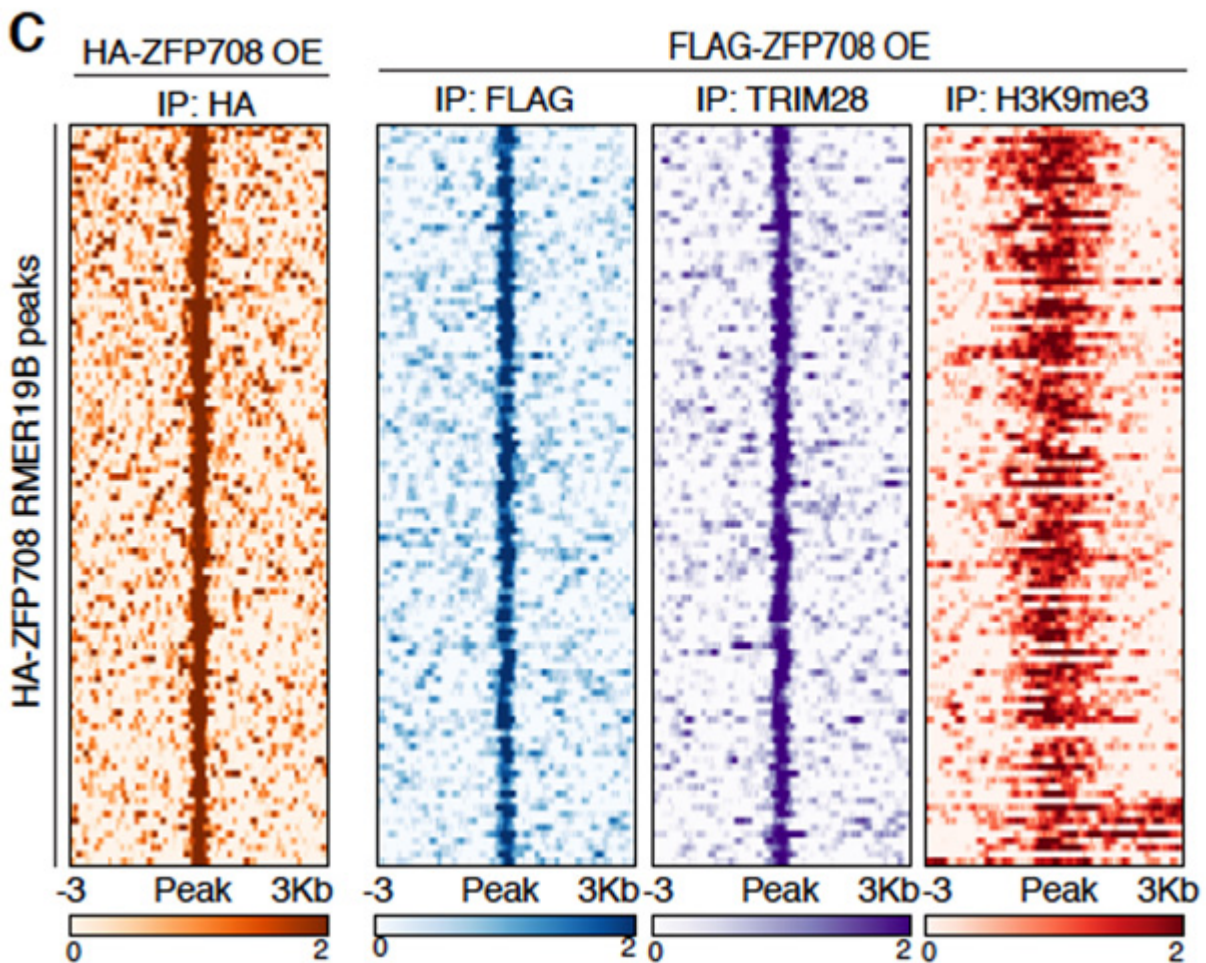 C
HA-ZFP708 OE
FLAG-ZFP708 OE
IP: HA
IP: FLAG
IP: TRIM28
IP: H3K9me3
HA-ZFP708 RMER19B peaks
-3 Peak 3Kb
-3 Peak 3Kb
-3 Peak 3Kb
-3 Peak 3Kb
0 2
0 2
0 2
0 2